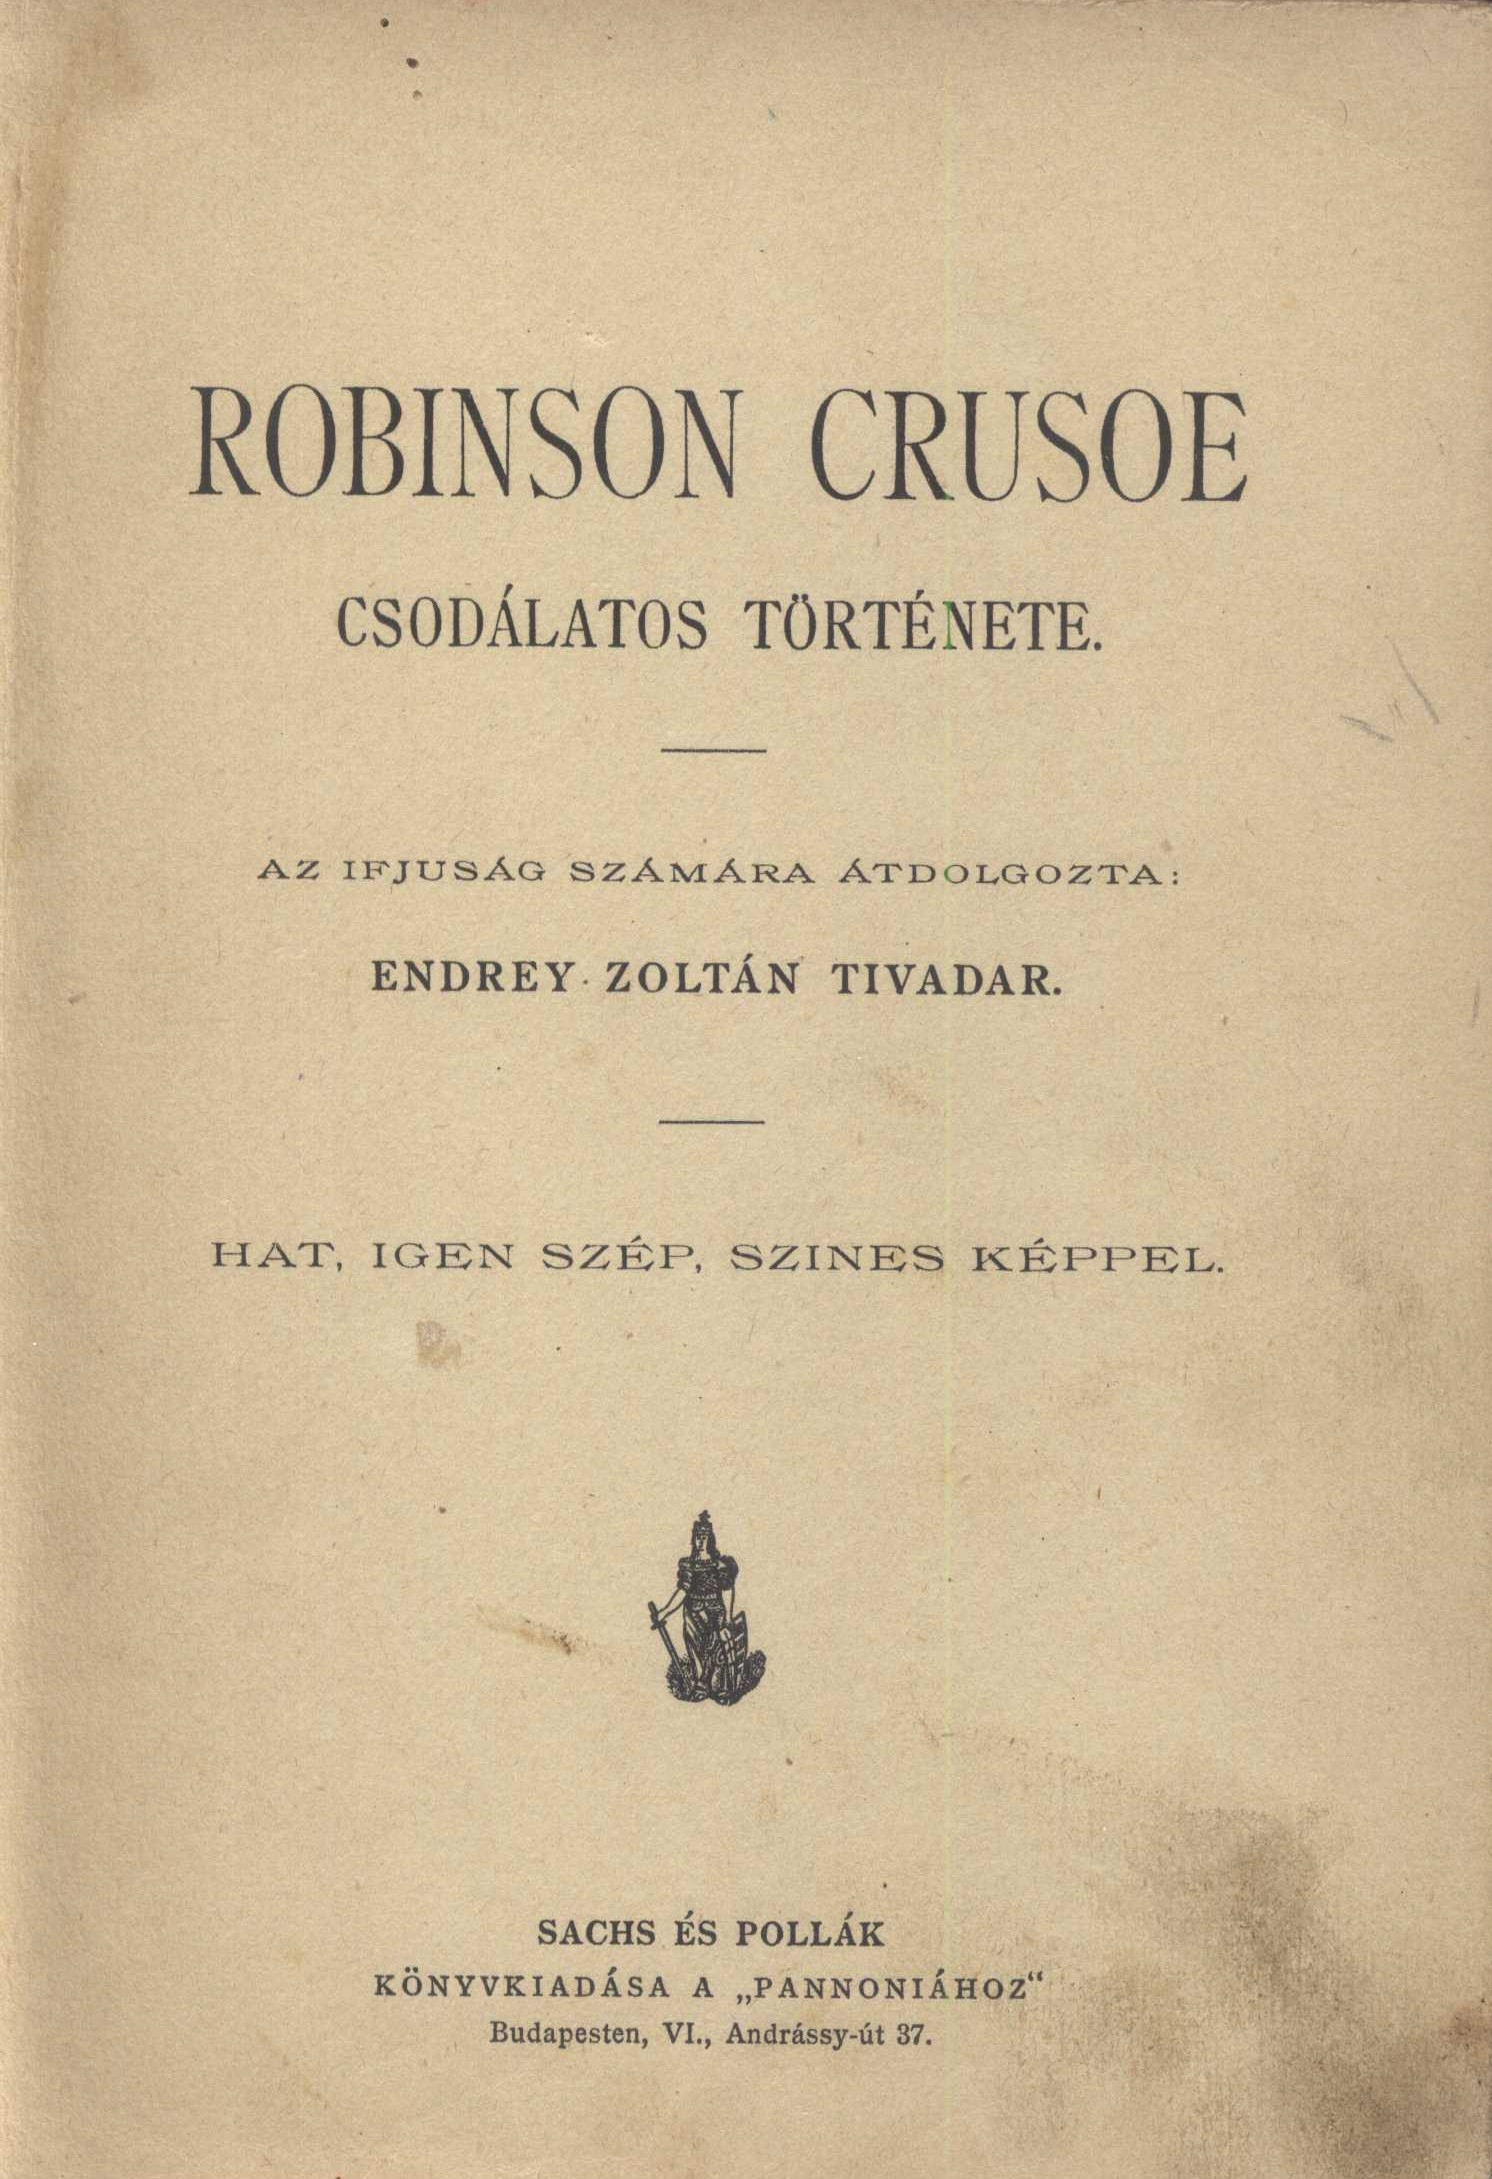 ROBINSON CRUSOE
CSODÁLATOS TÖRTÉNETE.
AZ IFJUSÁG SZÁMÁRA ÁTDOLGOZTA:
ENDREY ZOLTÁN TIVADAR.
HAT, IGEN SZÉP, SZINES KÉPPEL.
SACHS ÉS POLLÁK
KÖNYVKIADÁSA A „PANNONIÁHOZ“
Budapesten, VI., Andrássy-út 37.